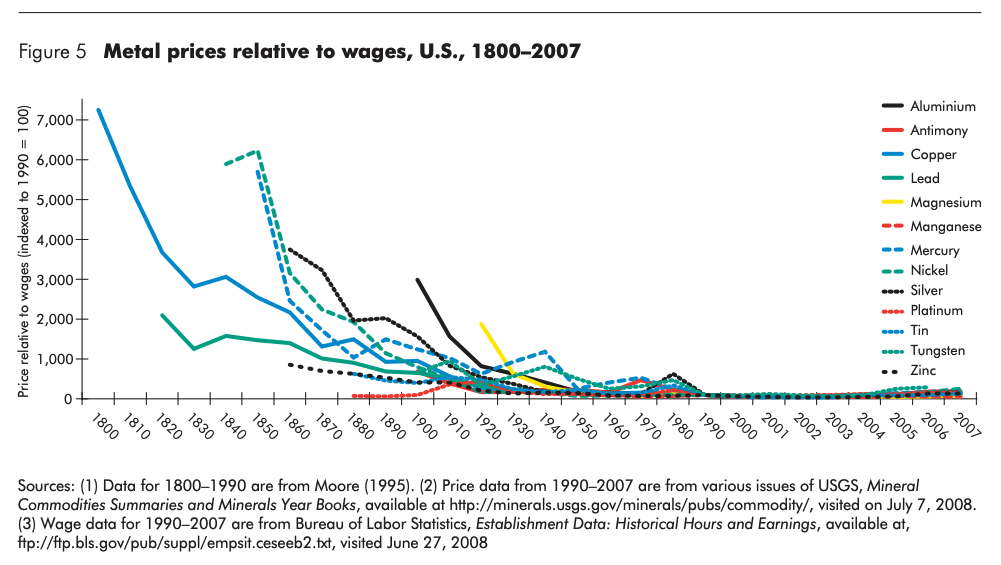 Figure 5 Metal prices relative to wages, U.S., 1800–2007
Price relative to wages (indexed to 1990 = 100)
7,000
6,000
5,000
4,000
3,000
2,000
1,000
0
1800
1810
1820
1830
1840
1850
1860
1870
1880
1890
1900
1910
1920
1930
1940
1950
1960
1970
1980
1990
2000
2001
2002
2003
2004
2005
2006
2007
Aluminium
Antimony
Copper
Lead
Magnesium
Manganese
Mercury
Nickel
Silver
Platinum
Tin
Tungsten
Zinc
Sources: (1) Data for 1800–1990 are from Moore (1995). (2) Price data from 1990–2007 are from various issues of USGS, Mineral
Commodities Summaries and Minerals Year Books, available at http://minerals.usgs.gov/minerals/pubs/commodity/, visited on July 7, 2008.
(3) Wage data for 1990–2007 are from Bureau of Labor Statistics, Establishment Data: Historical Hours and Earnings, available at,
ftp://ftp.bls.gov/pub/suppl/empsit.ceseeb2.txt, visited June 27, 2008